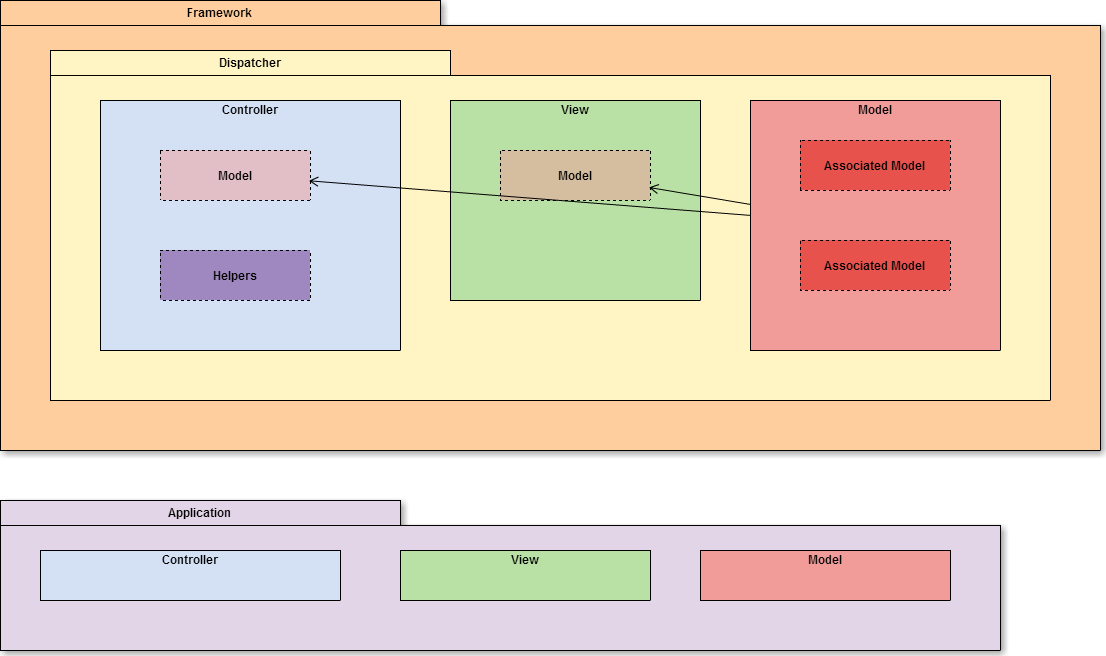 Framework
Dispatcher
Controller
View
Model
Model
Model
Associated Model
Helpers
Associated Model
Application
Controller
View
Model